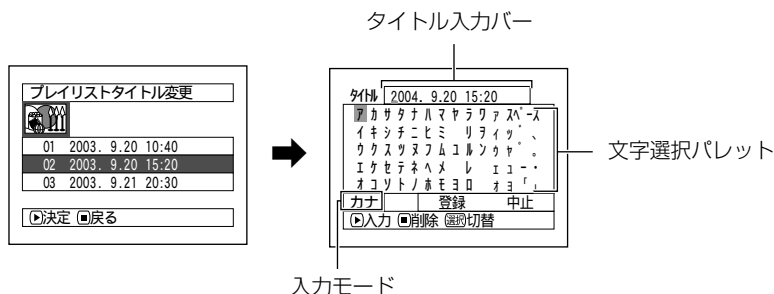 タイトル入力バー
プレイリストタイトル変更
01 2003. 9.20 10:40
02 2003. 9.20 15:20
03 2003. 9.21 20:30
決定 戻る
タイトル 2004. 9.20 15:20
ア カ サ タ ナ ハ マ ヤ ラ ワ ァ スペース
イ キ シ チ ニ ヒ ミ リ ヲ ィ ッ ゛ 、
ウ ク ス ツ ヌ フ ム ユ ル ン ゥ ャ ゜ 。
エ ケ セ テ ネ ヘ メ レ ェ ュ - ・
オ コ ソ ト ノ ホ モ ヨ ロ ォ ョ 「 」
カナ 登録 中止
入力 削除 選択 切替
文字選択パレット
入力モード